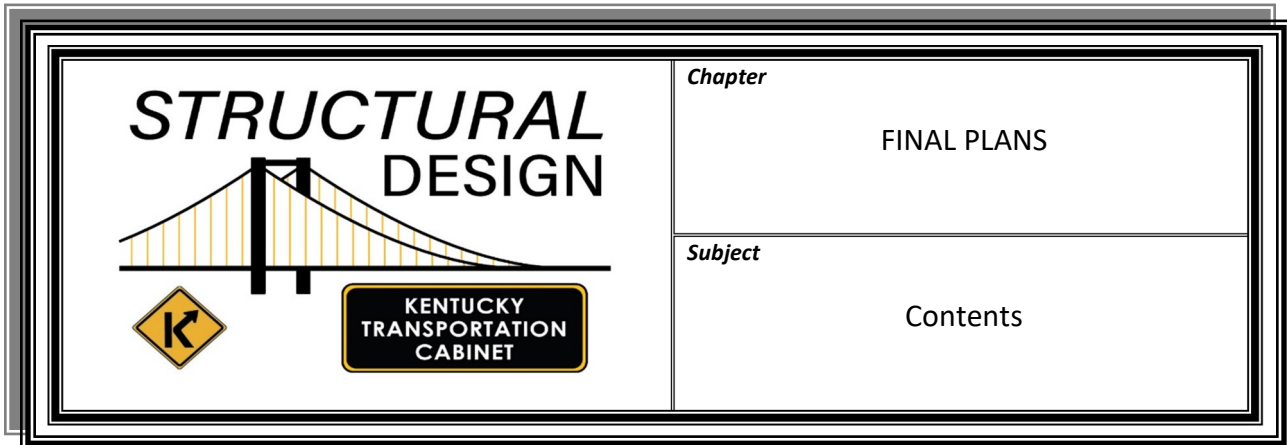 STRUCTURAL
DESIGN
KENTUCKY
TRANSPORTATION
CABINET
Chapter
FINAL PLANS
Subject
Contents